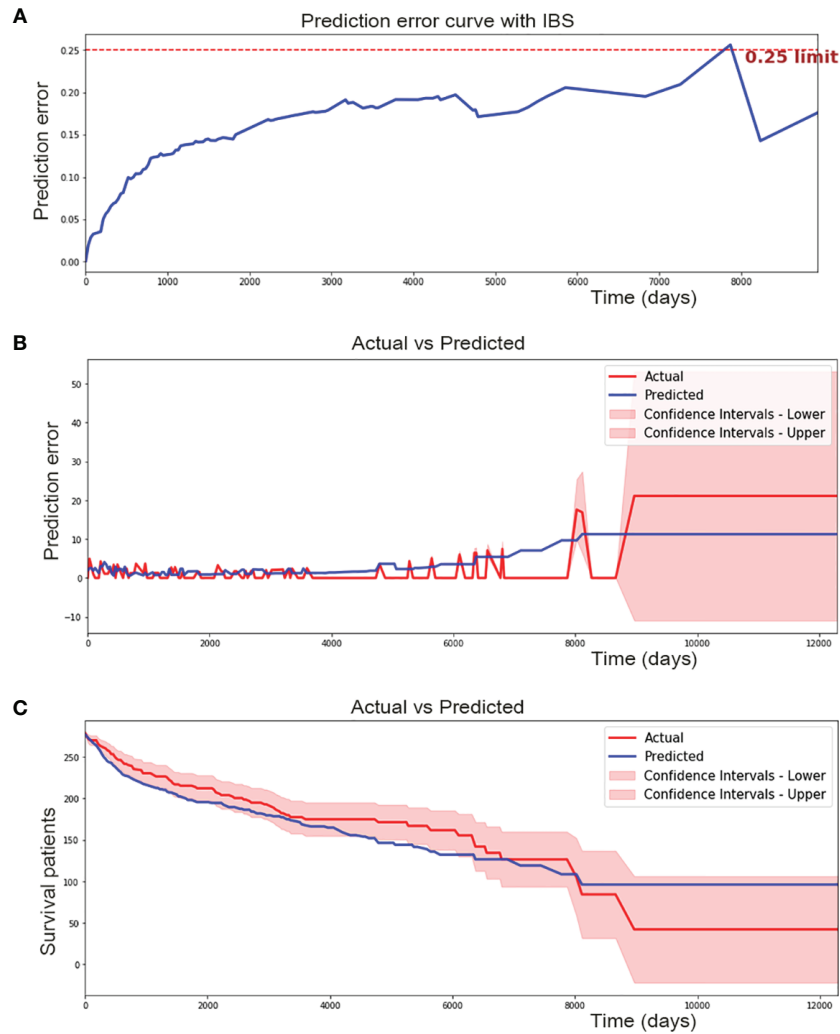 A
Prediction error curve with IBS
0.25
0.25 limit
0.20
0.15
0.10
0.05
0.00
Prediction error
0 1000 2000 3000 4000 5000 6000 7000 8000
Time (days)
B
Actual vs Predicted
50
40
30
20
10
0
−10
Prediction error
Actual
Predicted
Confidence Intervals - Lower
Confidence Intervals - Upper
0 2000 4000 6000 8000 10000 12000
Time (days)
C
Actual vs Predicted
250
200
150
100
50
0
Survival patients
Actual
Predicted
Confidence Intervals - Lower
Confidence Intervals - Upper
0 2000 4000 6000 8000 10000 12000
Time (days)